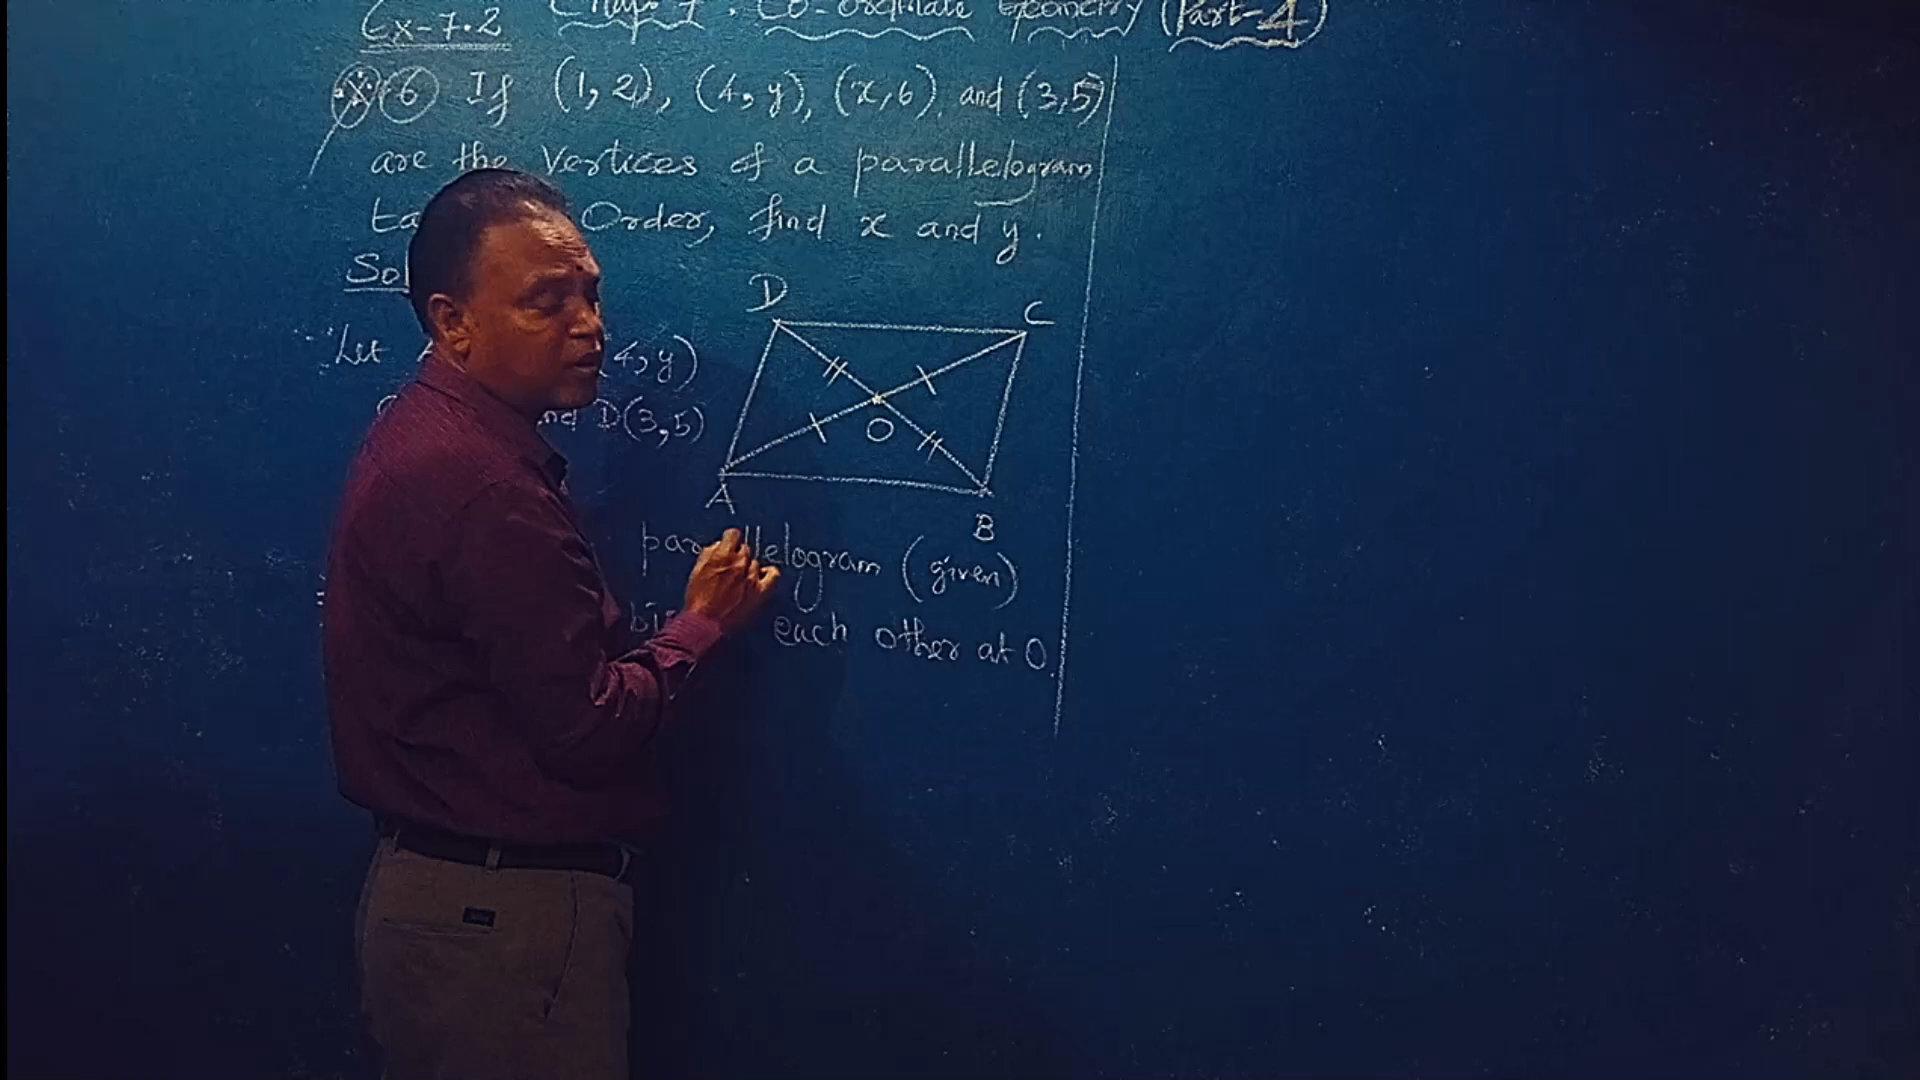 Ex-7.2 Chap. 7. Co-ordinate Geometry (Part-4)
6 If (1, 2), (4, y), (x, 6) and (3, 5)
are the vertices of a parallelogram
Order, find x and y.
Let (4, y)
D(3, 5)
D C
O
A B
parallelogram (given)
each other at O